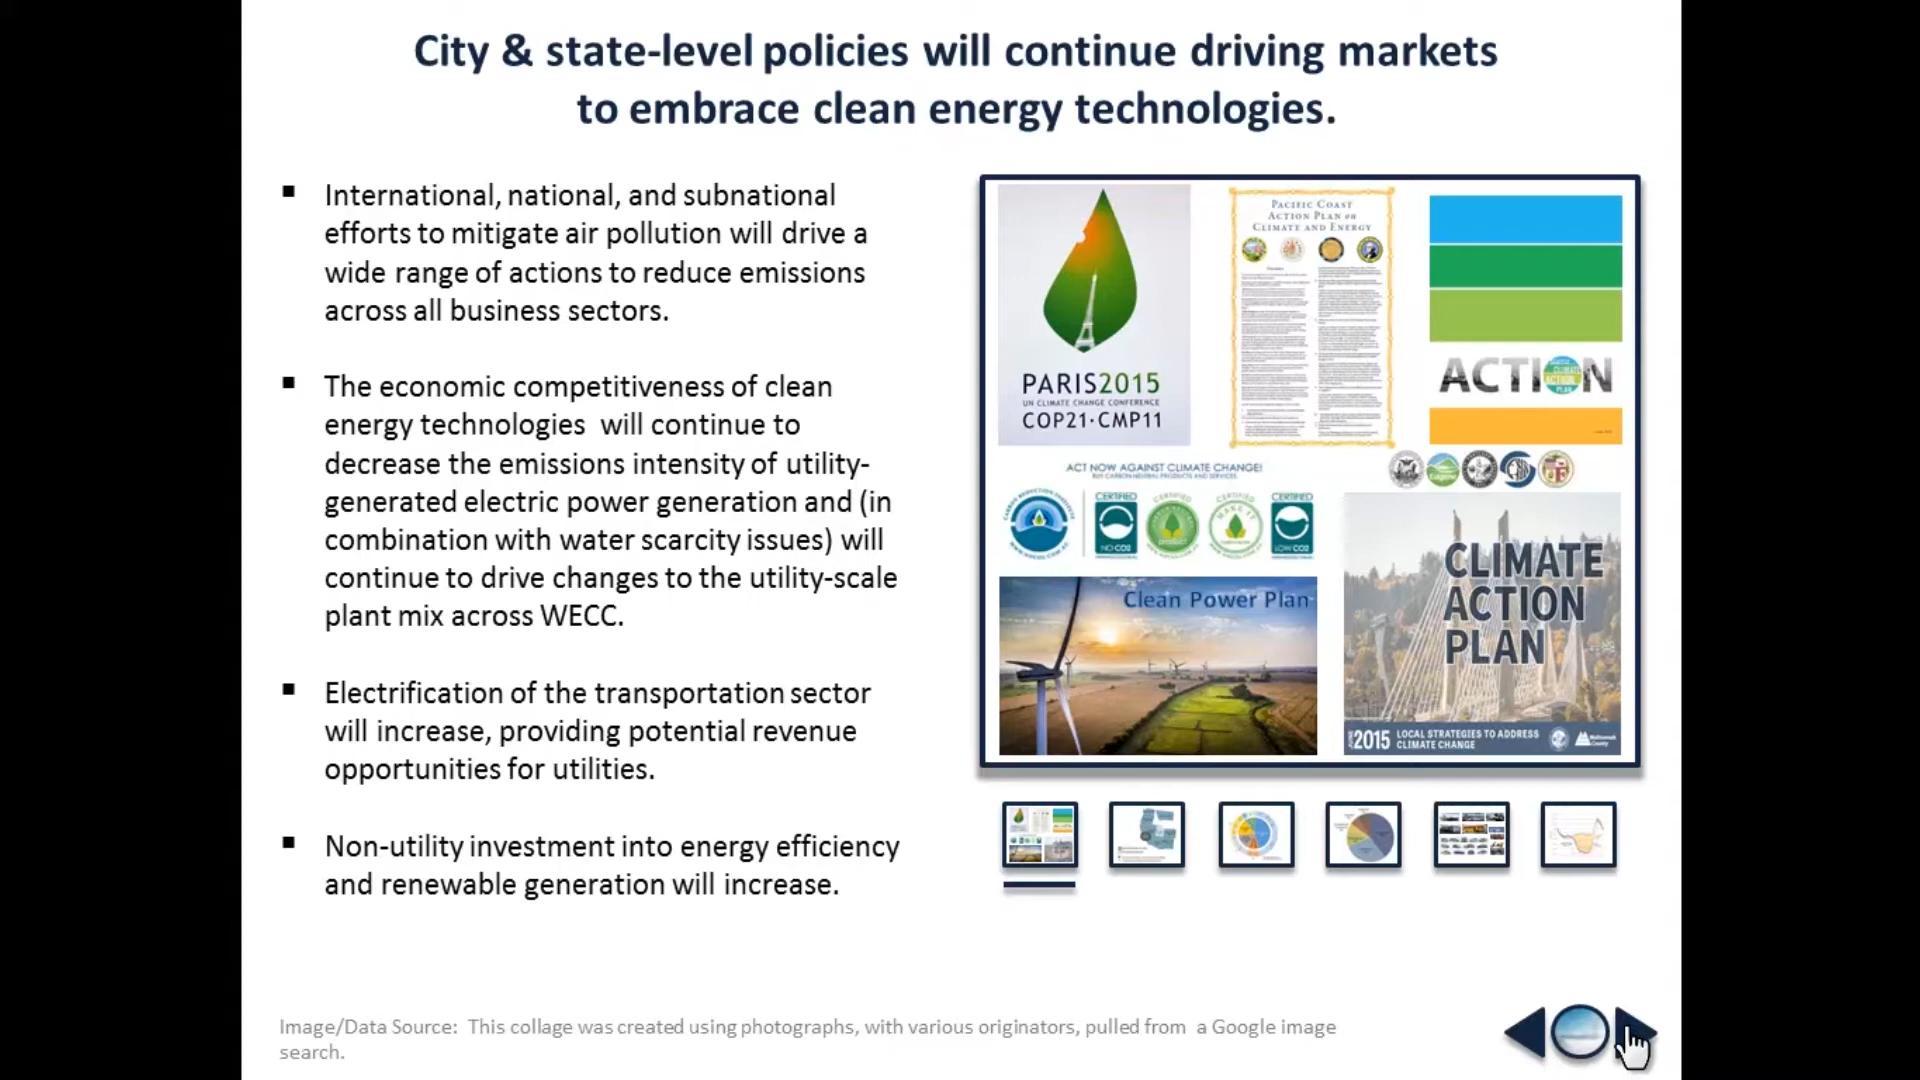 City & state-level policies will continue driving markets
to embrace clean energy technologies.
▪ International, national, and subnational
efforts to mitigate air pollution will drive a
wide range of actions to reduce emissions
across all business sectors.
▪ The economic competitiveness of clean
energy technologies will continue to
decrease the emissions intensity of utility-
generated electric power generation and (in
combination with water scarcity issues) will
continue to drive changes to the utility-scale
plant mix across WECC.
▪ Electrification of the transportation sector
will increase, providing potential revenue
opportunities for utilities.
▪ Non-utility investment into energy efficiency
and renewable generation will increase.
PARIS2015
UN CLIMATE CHANGE CONFERENCE
COP21·CMP11
PACIFIC COAST
ACTION PLAN on
CLIMATE AND ENERGY
ACTION
CLIMATE
ACTION
PLAN
ACT NOW AGAINST CLIMATE CHANGE!
BUY CARBON NEUTRAL PRODUCTS AND SERVICES
CERTIFIED
NO CO2
CERTIFIED
product
CERTIFIED
LOW CO2
Clean Power Plan
CLIMATE
ACTION
PLAN
JUNE 2015
LOCAL STRATEGIES TO ADDRESS
CLIMATE CHANGE
Multnomah
County
Image/Data Source: This collage was created using photographs, with various originators, pulled from a Google image
search.